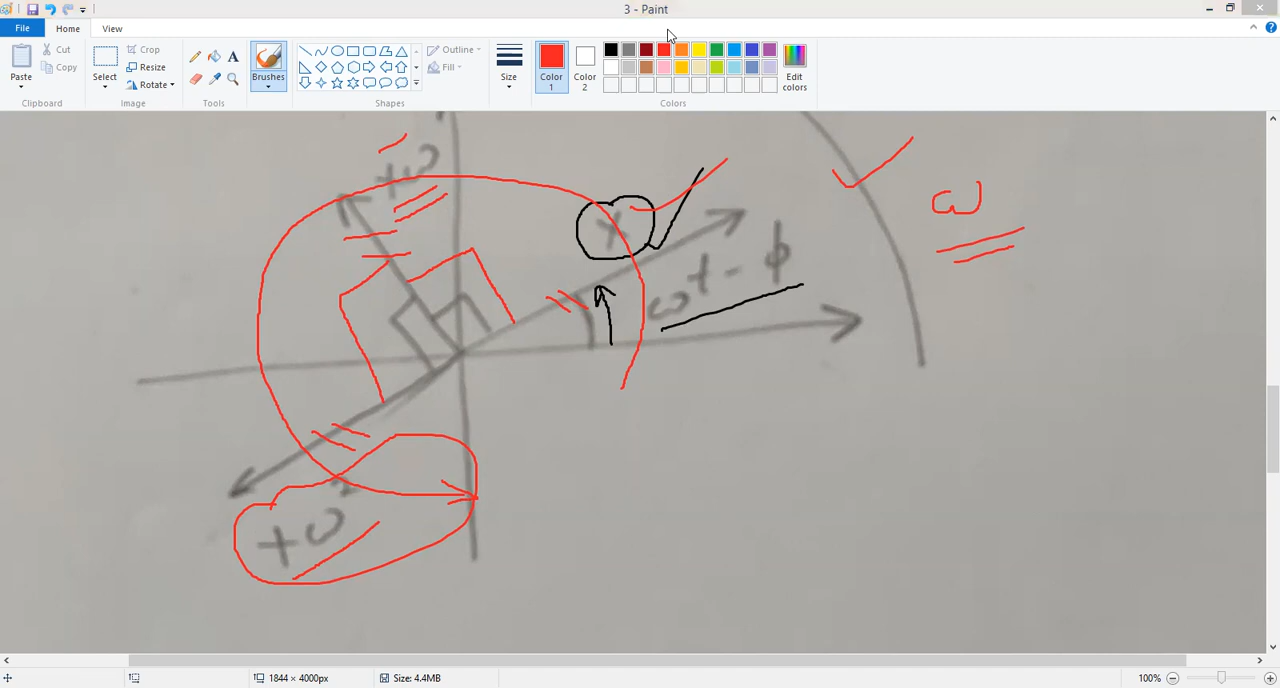 3 - Paint
File Home View
Paste
Cut
Copy
Clipboard
Select
Crop
Resize
Rotate
Image
A
Tools
Brushes
Outline
Fill
Shapes
Size
Color 1
Color 2
Edit colors
Colors
+ω
X
ω
ωt - ϕ
+ω²
1844 × 4000px
Size: 4.4MB
100%